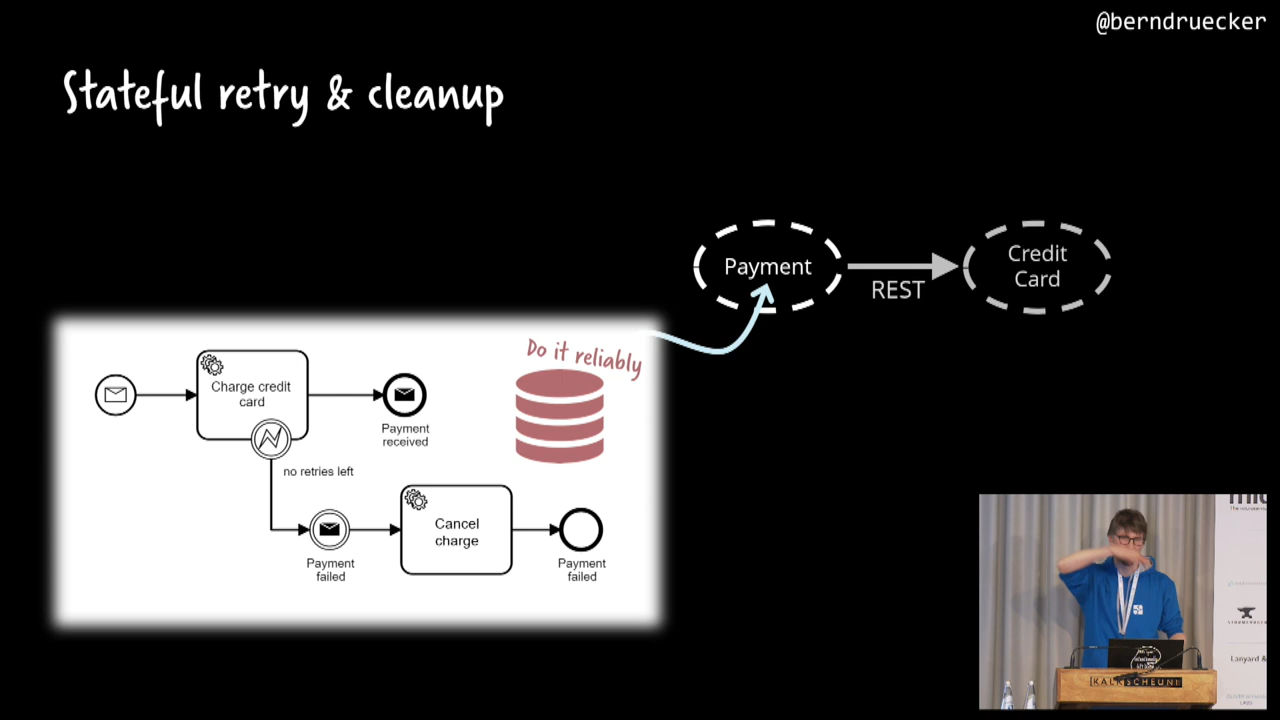 @berndruecker
Stateful retry & cleanup
Payment
REST
Credit
Card
Do it reliably
Charge credit
card
Payment
received
no retries left
Payment
failed
Cancel
charge
Payment
failed
Lanyard &